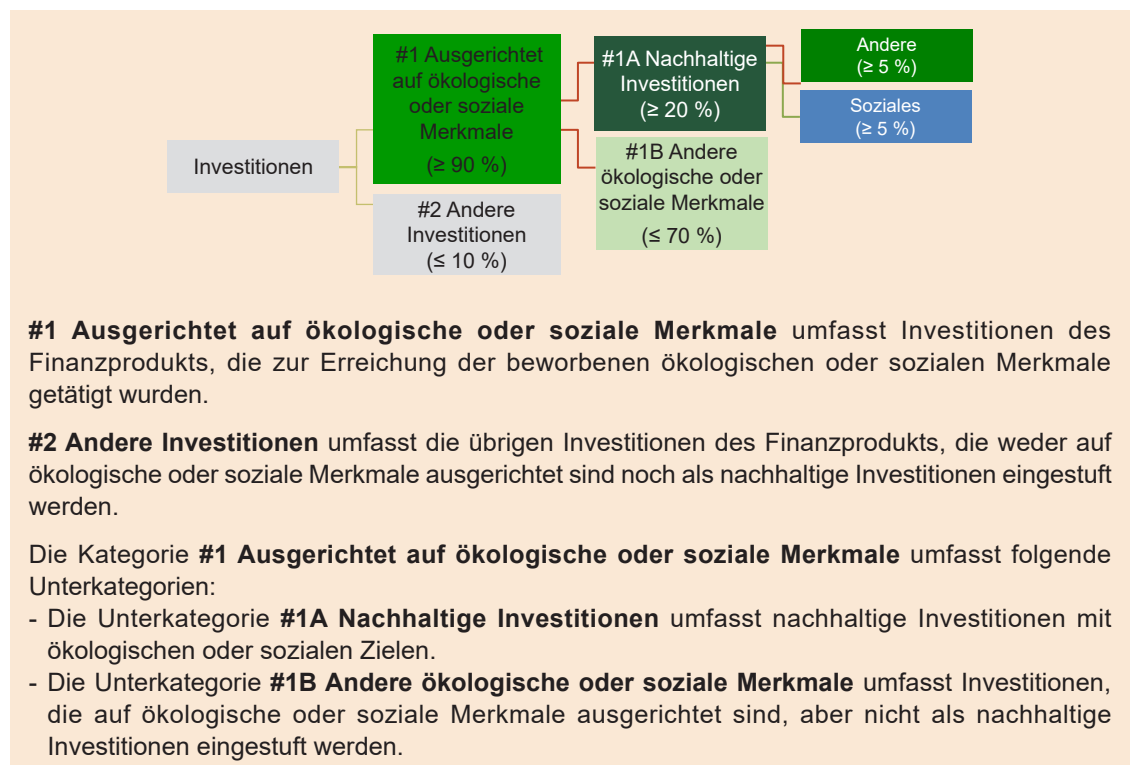 Investitionen
#1 Ausgerichtet
auf ökologische
oder soziale
Merkmale
(≥ 90 %)
#2 Andere
Investitionen
(≤ 10 %)
#1A Nachhaltige
Investitionen
(≥ 20 %)
#1B Andere
ökologische oder
soziale Merkmale
(≤ 70 %)
Andere
(≥ 5 %)
Soziales
(≥ 5 %)
#1 Ausgerichtet auf ökologische oder soziale Merkmale umfasst Investitionen des
Finanzprodukts, die zur Erreichung der beworbenen ökologischen oder sozialen Merkmale
getätigt wurden.
#2 Andere Investitionen umfasst die übrigen Investitionen des Finanzprodukts, die weder auf
ökologische oder soziale Merkmale ausgerichtet sind noch als nachhaltige Investitionen eingestuft
werden.
Die Kategorie #1 Ausgerichtet auf ökologische oder soziale Merkmale umfasst folgende
Unterkategorien:
- Die Unterkategorie #1A Nachhaltige Investitionen umfasst nachhaltige Investitionen mit
ökologischen oder sozialen Zielen.
- Die Unterkategorie #1B Andere ökologische oder soziale Merkmale umfasst Investitionen,
die auf ökologische oder soziale Merkmale ausgerichtet sind, aber nicht als nachhaltige
Investitionen eingestuft werden.